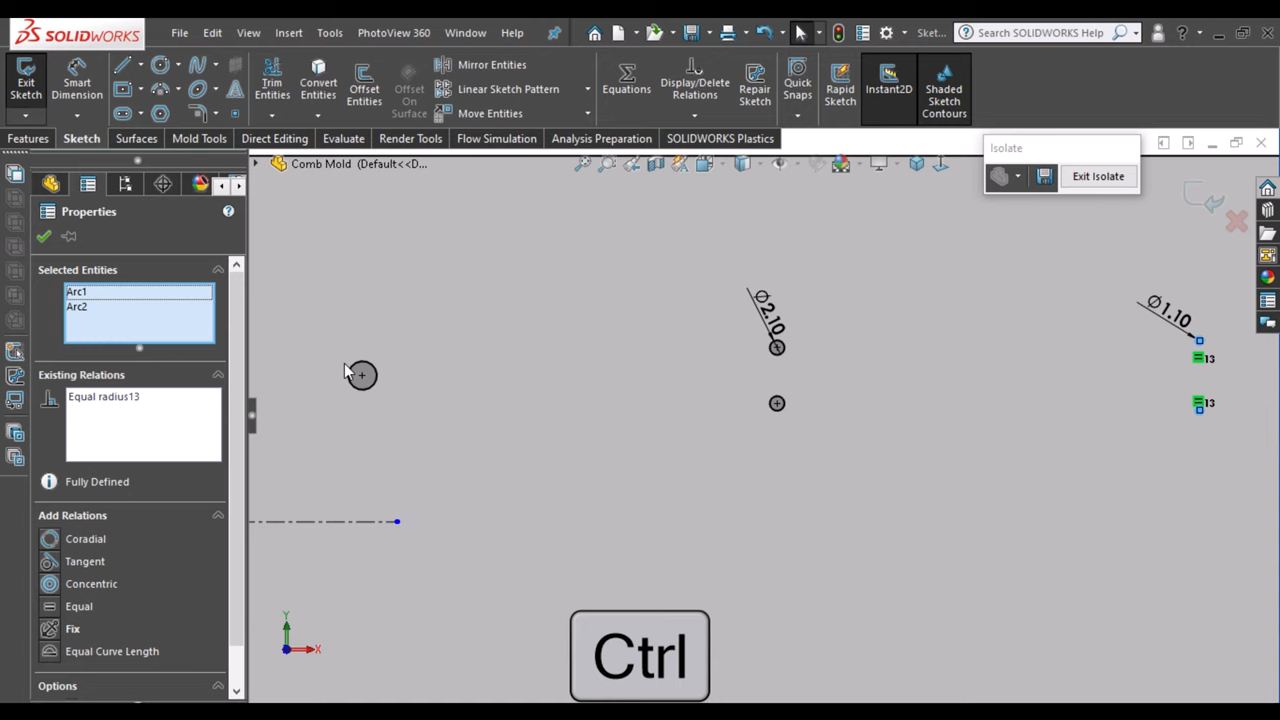 SOLIDWORKS
File Edit View Insert Tools PhotoView 360 Window Help
Sket...
Search SOLIDWORKS Help
Exit Sketch
Smart Dimension
Trim Entities
Convert Entities
Offset Entities
Offset On Surface
Mirror Entities
Linear Sketch Pattern
Move Entities
Equations
Display/Delete Relations
Repair Sketch
Quick Snaps
Rapid Sketch
Instant2D
Shaded Sketch Contours
Features Sketch Surfaces Mold Tools Direct Editing Evaluate Render Tools Flow Simulation Analysis Preparation SOLIDWORKS Plastics
Isolate
Exit Isolate
Comb Mold (Default<<D...
Properties
Selected Entities
Arc1
Arc2
Existing Relations
Equal radius13
Fully Defined
Add Relations
Coradial
Tangent
Concentric
Equal
Fix
Equal Curve Length
Options
∅2.10
∅1.10
13
13
Y
X
Ctrl